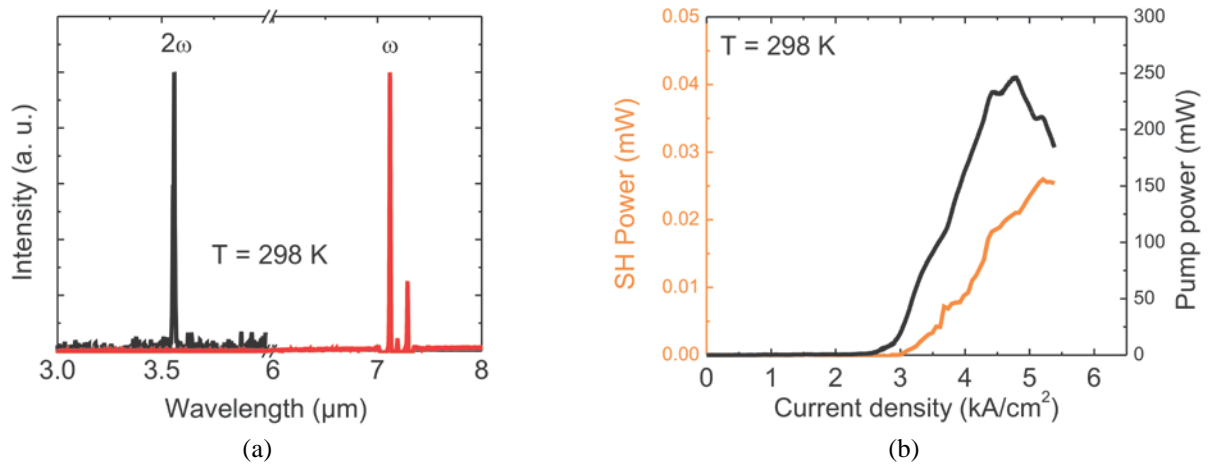 2ω
ω
T = 298 K
Intensity (a. u.)
3.0
3.5
6
7
8
Wavelength (µm)
(a)
T = 298 K
0.05
0.04
0.03
0.02
0.01
0.00
SH Power (mW)
300
250
200
150
100
50
0
Pump power (mW)
0
1
2
3
4
5
6
Current density (kA/cm²)
(b)